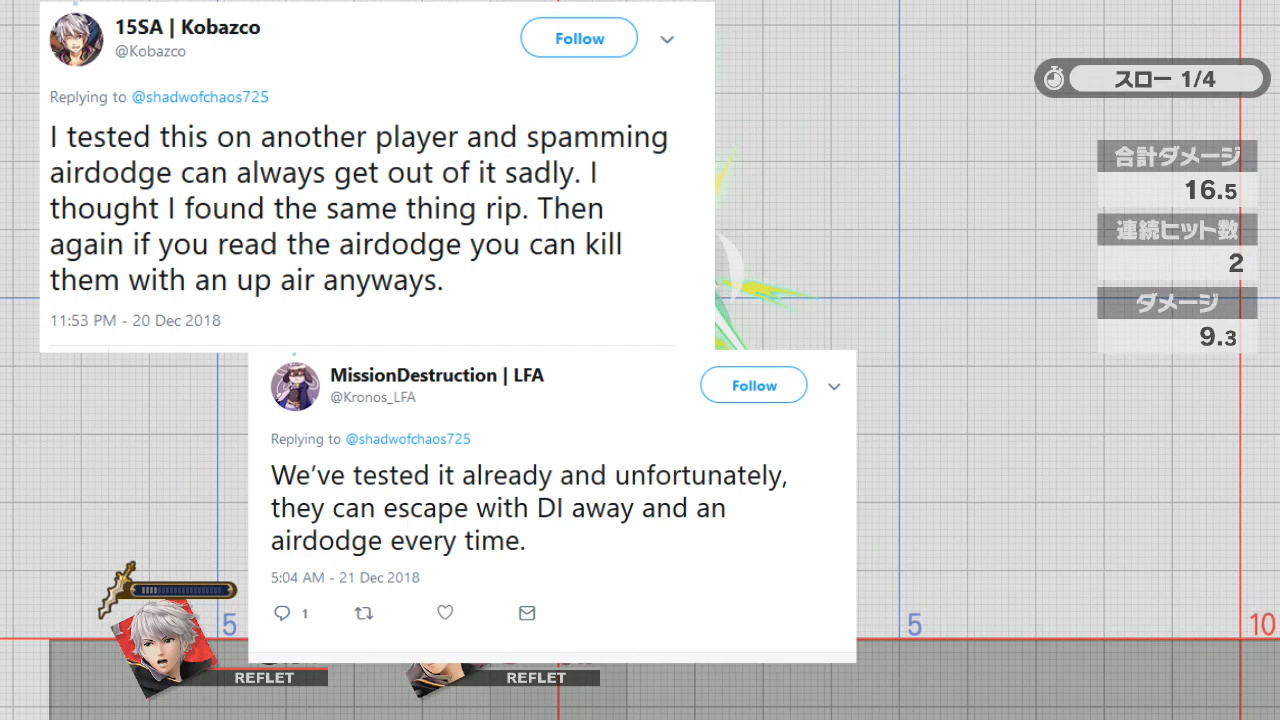 15SA | Kobazco
@Kobazco
Follow
Replying to @shadwofchaos725
I tested this on another player and spamming
airdodge can always get out of it sadly. I
thought I found the same thing rip. Then
again if you read the airdodge you can kill
them with an up air anyways.
11:53 PM - 20 Dec 2018
スロー 1/4
合計ダメージ
16.5
連続ヒット数
2
ダメージ
9.3
MissionDestruction | LFA
@Kronos_LFA
Follow
Replying to @shadwofchaos725
We’ve tested it already and unfortunately,
they can escape with DI away and an
airdodge every time.
5:04 AM - 21 Dec 2018
1
5
5
10
REFLET
REFLET